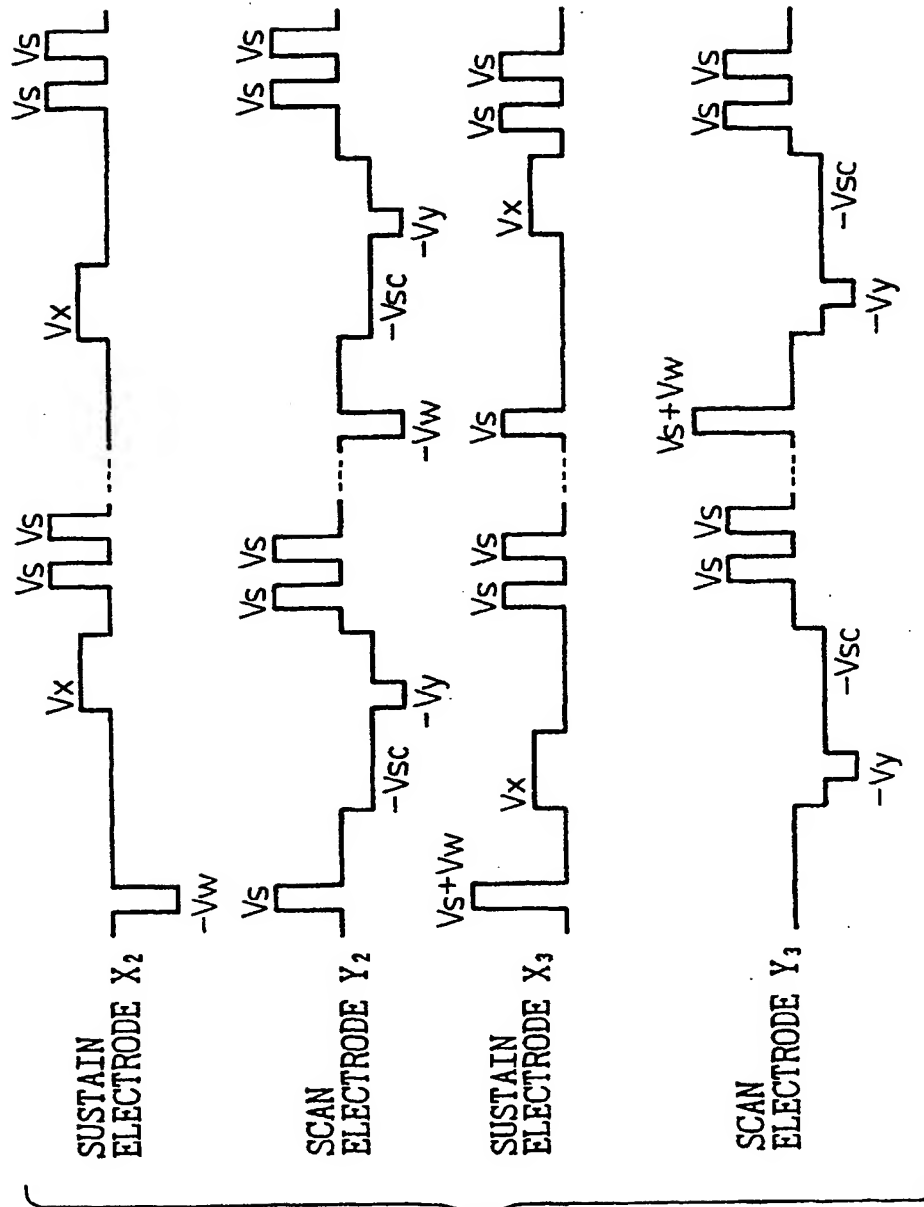 Vx Vs Vs Vx Vs Vs
SUSTAIN
ELECTRODE X2
-Vw
Vs Vs Vs Vs Vs
SCAN
ELECTRODE Y2
-Vsc -Vy -Vw -Vsc -Vy
Vs+Vw Vx Vs Vs Vs Vx Vs Vs
SUSTAIN
ELECTRODE X3
Vs Vs Vs+Vw Vs Vs
SCAN
ELECTRODE Y3
-Vy -Vsc -Vy -Vsc